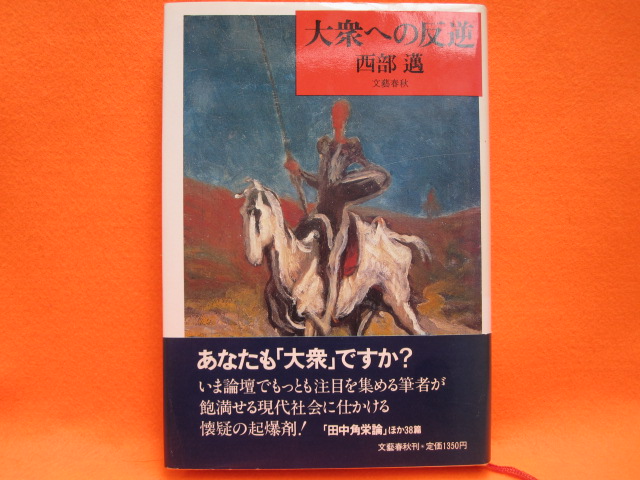 大衆への反逆
西部 邁
文藝春秋
あなたも「大衆」ですか?
いま論壇でもっとも注目を集める筆者が
飽満せる現代社会に仕かける
懐疑の起爆剤! 「田中角栄論」ほか38篇
文藝春秋刊・定価1350円